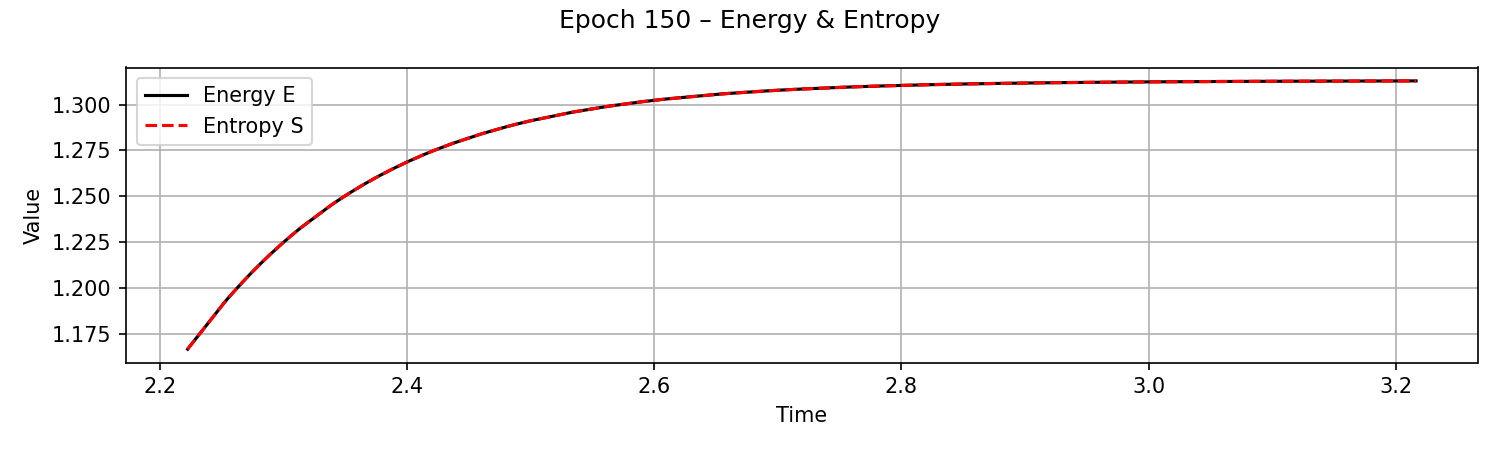 Epoch 150 – Energy & Entropy
Energy E
Entropy S
Value
1.300
1.275
1.250
1.225
1.200
1.175
2.2 2.4 2.6 2.8 3.0 3.2
Time